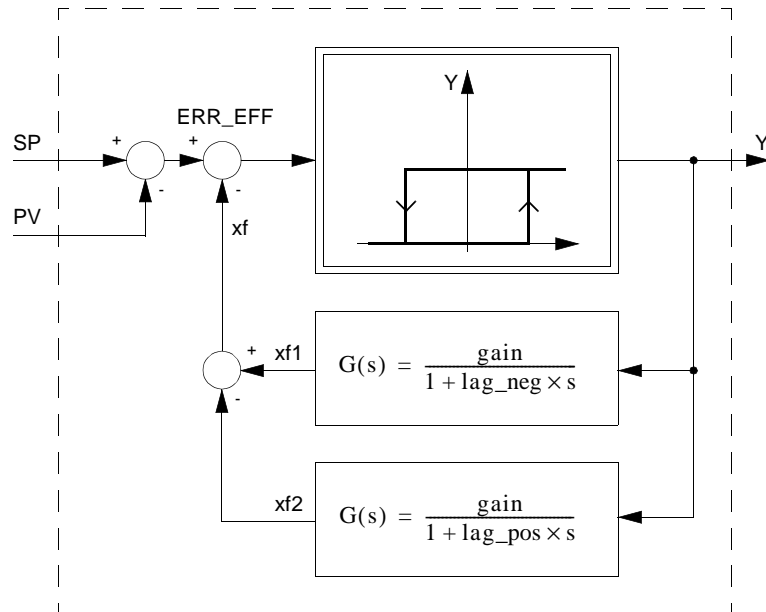 Y
ERR_EFF
SP
+
+
Y
-
-
PV
xf
xf1
+
G(s) = gain / 1 + lag_neg × s
-
xf2
G(s) = gain / 1 + lag_pos × s